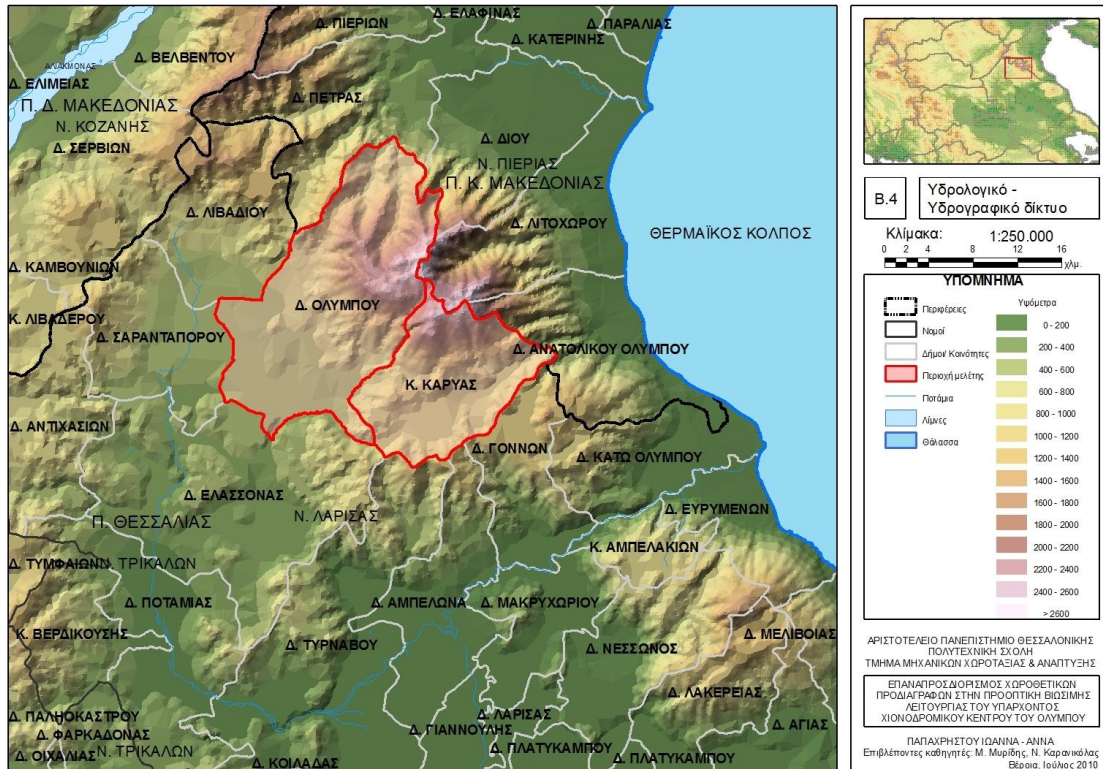 Δ. ΠΙΕΡΙΩΝ
Δ. ΕΛΑΦΙΝΑΣ
Δ. ΠΑΡΑΛΙΑΣ
Δ. ΚΑΤΕΡΙΝΗΣ
Δ. ΒΕΛΒΕΝΤΟΥ
ΑΛΙΑΚΜΟΝΑΣ
Δ. ΕΛΙΜΕΙΑΣ
Δ. ΠΕΤΡΑΣ
Π. Δ. ΜΑΚΕΔΟΝΙΑΣ
Ν. ΚΟΖΑΝΗΣ
Δ. ΣΕΡΒΙΩΝ
Δ. ΔΙΟΥ
Ν. ΠΙΕΡΙΑΣ
Π. Κ. ΜΑΚΕΔΟΝΙΑΣ
Δ. ΛΙΒΑΔΙΟΥ
Δ. ΛΙΤΟΧΩΡΟΥ
ΘΕΡΜΑΪΚΟΣ ΚΟΛΠΟΣ
Δ. ΚΑΜΒΟΥΝΙΩΝ
Δ. ΟΛΥΜΠΟΥ
Κ. ΛΙΒΑΔΕΡΟΥ
Δ. ΣΑΡΑΝΤΑΠΟΡΟΥ
Δ. ΑΝΑΤΟΛΙΚΟΥ ΟΛΥΜΠΟΥ
Κ. ΚΑΡΥΑΣ
Δ. ΑΝΤΙΧΑΣΙΩΝ
Δ. ΓΟΝΝΩΝ
Δ. ΚΑΤΩ ΟΛΥΜΠΟΥ
Δ. ΕΛΑΣΣΟΝΑΣ
Ν. ΛΑΡΙΣΑΣ
Π. ΘΕΣΣΑΛΙΑΣ
Δ. ΕΥΡΥΜΕΝΩΝ
Κ. ΑΜΠΕΛΑΚΙΩΝ
Δ. ΤΥΜΦΑΙΩΝ
Ν. ΤΡΙΚΑΛΩΝ
Δ. ΠΟΤΑΜΙΑΣ
Δ. ΑΜΠΕΛΩΝΑ
Δ. ΜΑΚΡΥΧΩΡΙΟΥ
Κ. ΒΕΡΔΙΚΟΥΣΗΣ
Δ. ΤΥΡΝΑΒΟΥ
Δ. ΝΕΣΣΩΝΟΣ
Δ. ΜΕΛΙΒΟΙΑΣ
Δ. ΛΑΚΕΡΕΙΑΣ
Δ. ΠΑΛΗΟΚΑΣΤΡΟΥ
Δ. ΦΑΡΚΑΔΟΝΑΣ
Δ. ΟΙΧΑΛΙΑΣ
Ν. ΤΡΙΚΑΛΩΝ
Δ. ΚΟΙΛΑΔΑΣ
Δ. ΓΙΑΝΝΟΥΛΗΣ
Δ. ΛΑΡΙΣΑΣ
Δ. ΠΛΑΤΥΚΑΜΠΟΥ
Δ. ΠΛΑΤΥΚΑΜΠΟΥ
Δ. ΑΓΙΑΣ
Β.4
Υδρολογικό -
Υδρογραφικό δίκτυο
Κλίμακα: 1:250.000
0 2 4 8 12 16
χλμ.
ΥΠΟΜΝΗΜΑ
Περιφέρειες
Νομοί
Δήμοι/ Κοινότητες
Περιοχή μελέτης
Ποτάμια
Λίμνες
Θάλασσα
Υψόμετρα
0 - 200
200 - 400
400 - 600
600 - 800
800 - 1000
1000 - 1200
1200 - 1400
1400 - 1600
1600 - 1800
1800 - 2000
2000 - 2200
2200 - 2400
2400 - 2600
> 2600
ΑΡΙΣΤΟΤΕΛΕΙΟ ΠΑΝΕΠΙΣΤΗΜΙΟ ΘΕΣΣΑΛΟΝΙΚΗΣ
ΠΟΛΥΤΕΧΝΙΚΗ ΣΧΟΛΗ
ΤΜΗΜΑ ΜΗΧΑΝΙΚΩΝ ΧΩΡΟΤΑΞΙΑΣ & ΑΝΑΠΤΥΞΗΣ
ΕΠΑΝΑΠΡΟΣΔΙΟΡΙΣΜΟΣ ΧΩΡΟΘΕΤΙΚΩΝ
ΠΡΟΔΙΑΓΡΑΦΩΝ ΣΤΗΝ ΠΡΟΟΠΤΙΚΗ ΒΙΩΣΙΜΗΣ
ΛΕΙΤΟΥΡΓΙΑΣ ΤΟΥ ΥΠΑΡΧΟΝΤΟΣ
ΧΙΟΝΟΔΡΟΜΙΚΟΥ ΚΕΝΤΡΟΥ ΤΟΥ ΟΛΥΜΠΟΥ
ΠΑΠΑΧΡΗΣΤΟΥ ΙΩΑΝΝΑ - ΑΝΝΑ
Επιβλέποντες καθηγητές: Μ. Μυρίδης, Ν. Καρανικόλας
Βέροια, Ιούλιος 2010